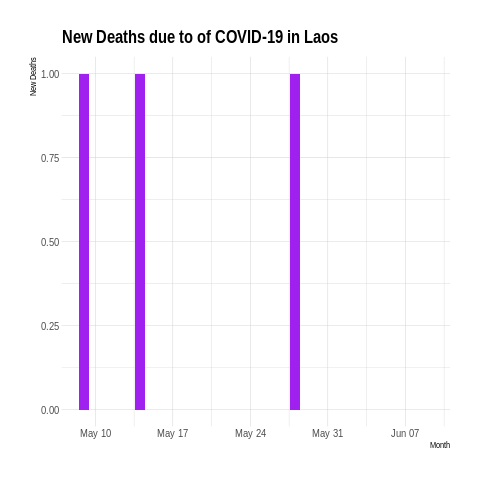 New Deaths due to of COVID-19 in Laos
New Deaths
1.00
0.75
0.50
0.25
0.00
May 10 May 17 May 24 May 31 Jun 07
Month